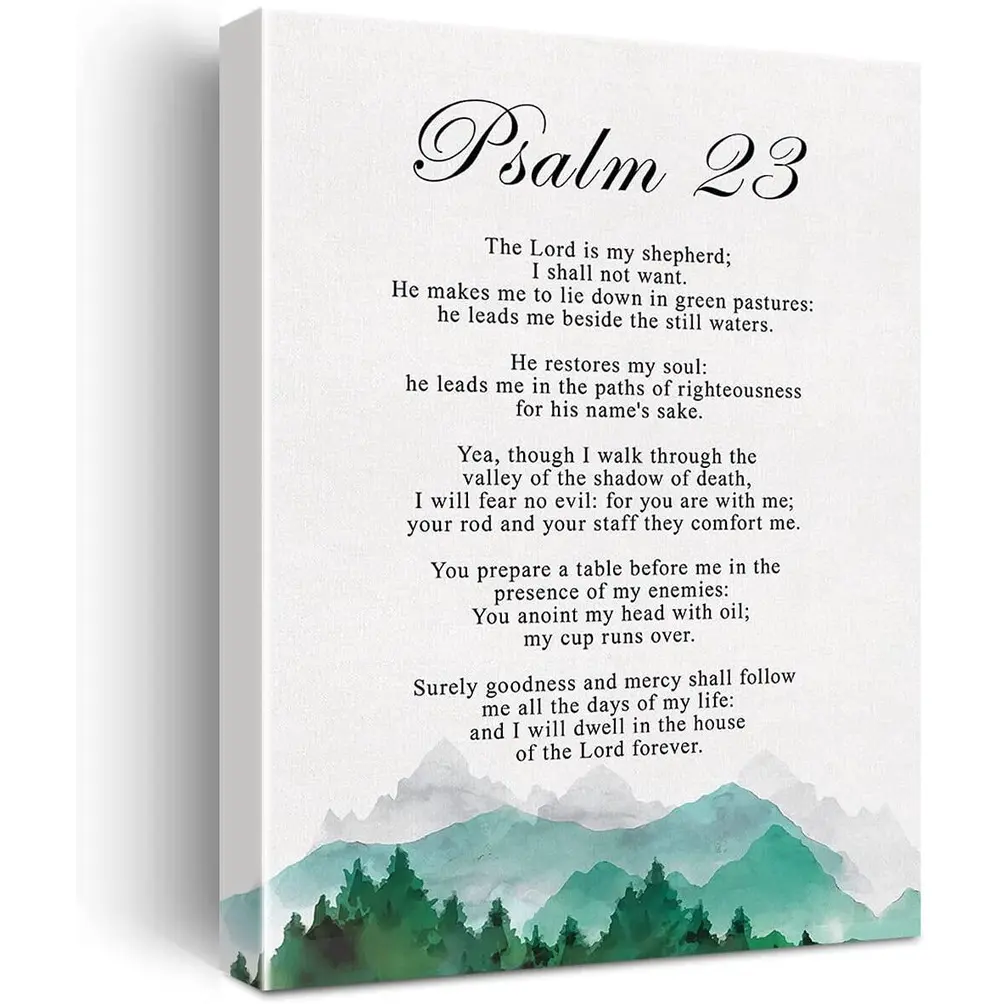 Psalm 23
The Lord is my shepherd;
I shall not want.
He makes me to lie down in green pastures:
he leads me beside the still waters.
He restores my soul:
he leads me in the paths of righteousness
for his name's sake.
Yea, though I walk through the
valley of the shadow of death,
I will fear no evil: for you are with me;
your rod and your staff they comfort me.
You prepare a table before me in the
presence of my enemies:
You anoint my head with oil;
my cup runs over.
Surely goodness and mercy shall follow
me all the days of my life:
and I will dwell in the house
of the Lord forever.